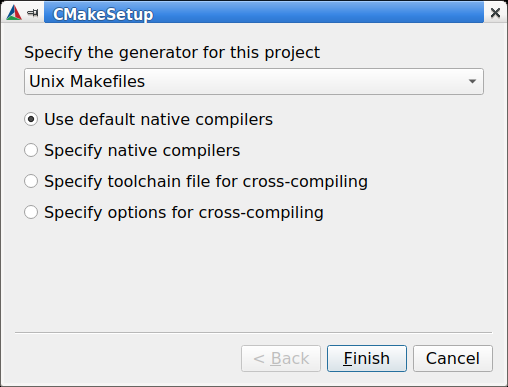 CMakeSetup
Specify the generator for this project
Unix Makefiles
Use default native compilers
Specify native compilers
Specify toolchain file for cross-compiling
Specify options for cross-compiling
< Back Finish Cancel